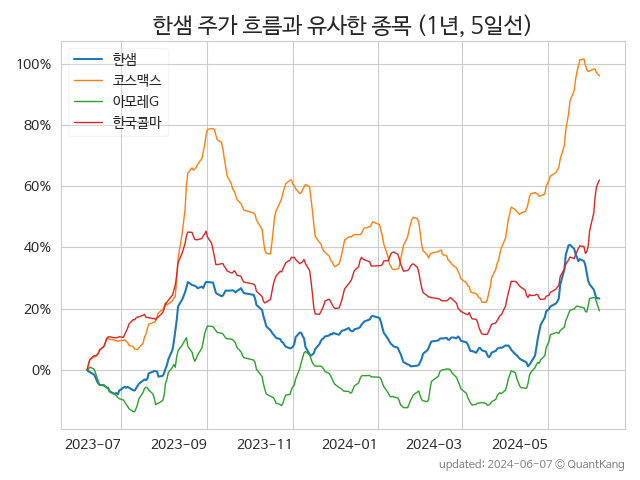 한샘 주가 흐름과 유사한 종목 (1년, 5일선)
한샘
코스맥스
아모레G
한국콜마
100%
80%
60%
40%
20%
0%
2023-07 2023-09 2023-11 2024-01 2024-03 2024-05
updated: 2024-06-07 © QuantKang